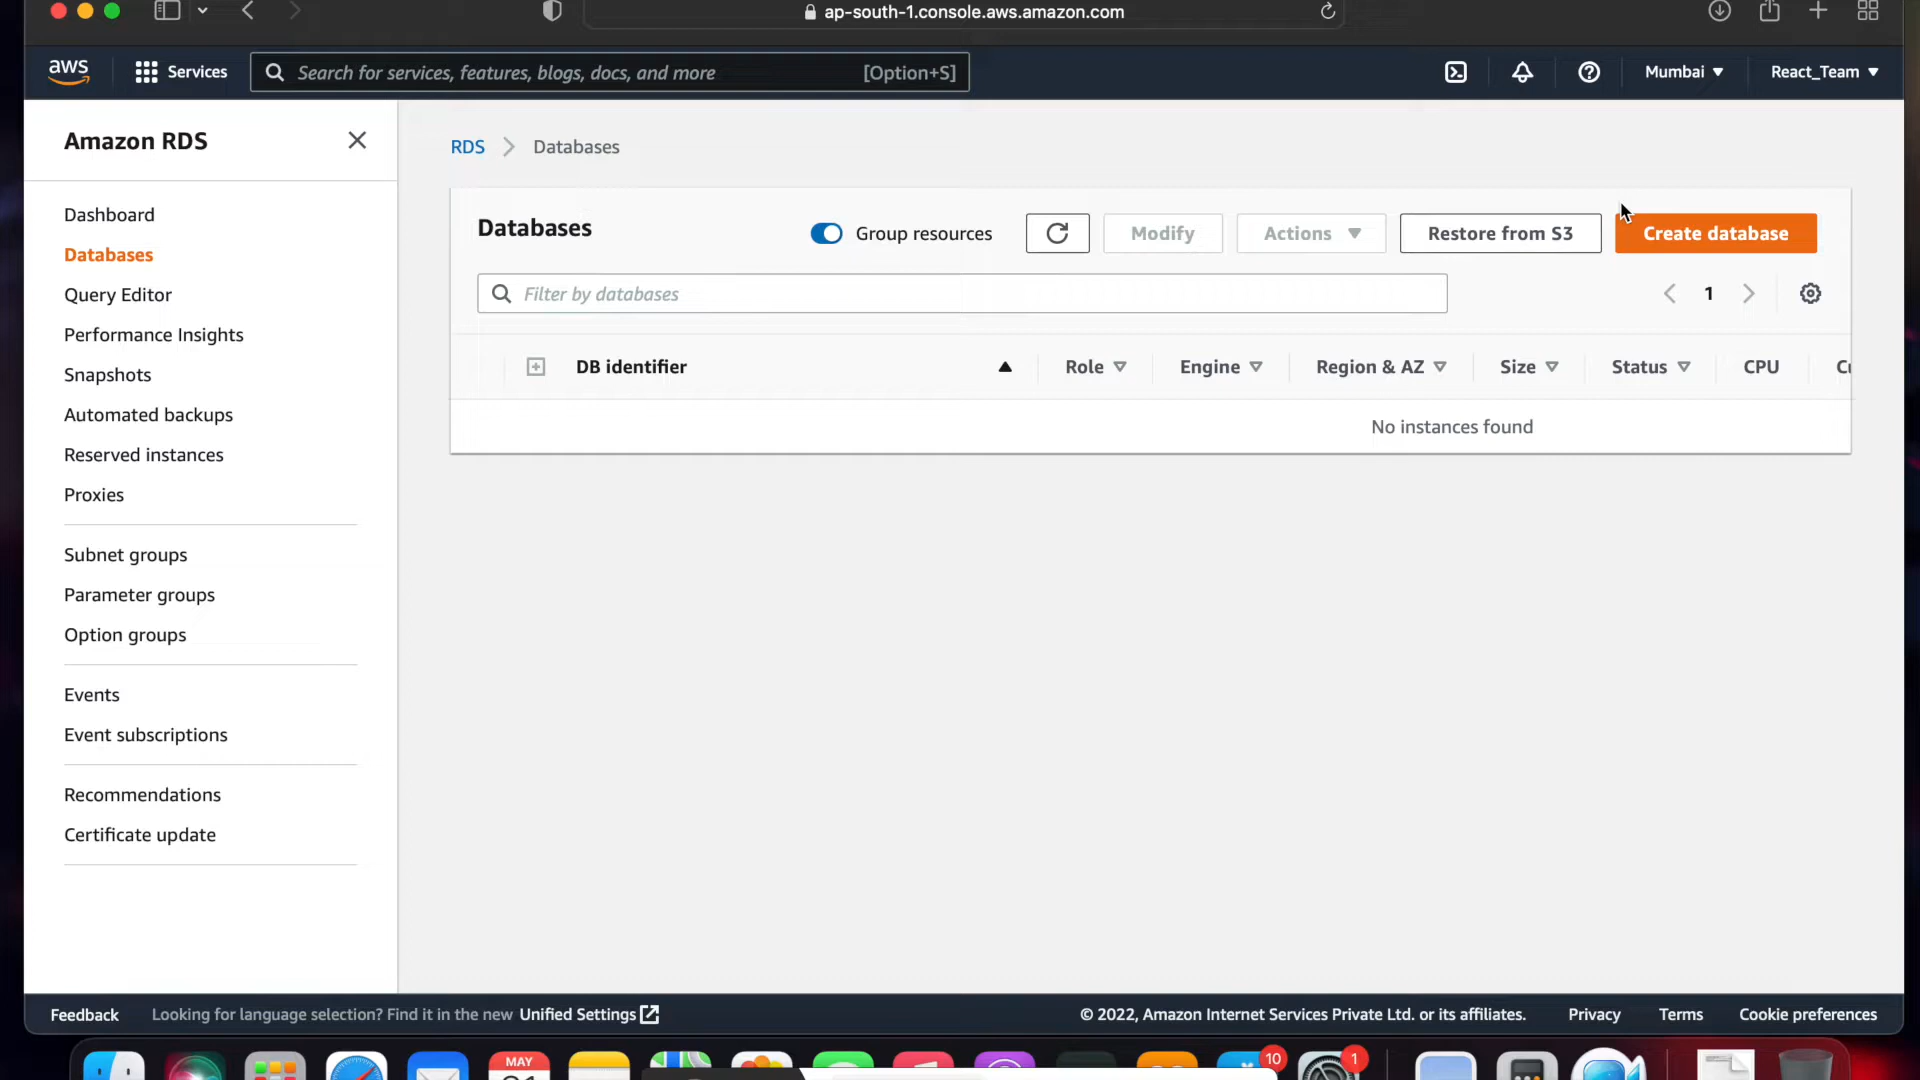 ap-south-1.console.aws.amazon.com
aws
Services
Search for services, features, blogs, docs, and more
[Option+S]
Mumbai
React_Team
Amazon RDS
Dashboard
Databases
Query Editor
Performance Insights
Snapshots
Automated backups
Reserved instances
Proxies
Subnet groups
Parameter groups
Option groups
Events
Event subscriptions
Recommendations
Certificate update
RDS
Databases
Databases
Group resources
Modify
Actions
Restore from S3
Create database
Filter by databases
1
DB identifier
Role
Engine
Region & AZ
Size
Status
CPU
No instances found
Feedback
Looking for language selection? Find it in the new Unified Settings
© 2022, Amazon Internet Services Private Ltd. or its affiliates.
Privacy
Terms
Cookie preferences
MAY
10
1